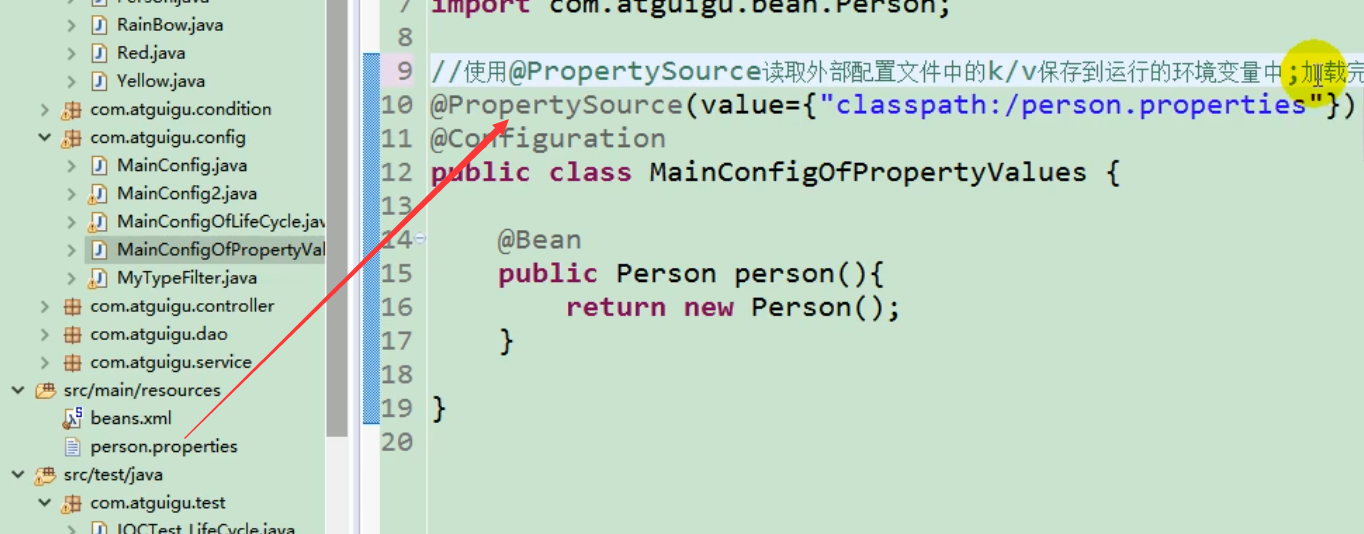 Person.java
RainBow.java
Red.java
Yellow.java
com.atguigu.condition
com.atguigu.config
MainConfig.java
MainConfig2.java
MainConfigOfLifeCycle.jav
MainConfigOfPropertyVal
MyTypeFilter.java
com.atguigu.controller
com.atguigu.dao
com.atguigu.service
src/main/resources
beans.xml
person.properties
src/test/java
com.atguigu.test
IOCTest_LifeCycle.java
7 import com.atguigu.bean.Person;
8
9 //使用@PropertySource读取外部配置文件中的k/v保存到运行的环境变量中;加载完
10 @PropertySource(value={"classpath:/person.properties"})
11 @Configuration
12 public class MainConfigOfPropertyValues {
13
14 @Bean
15 public Person person(){
16 return new Person();
17 }
18
19 }
20